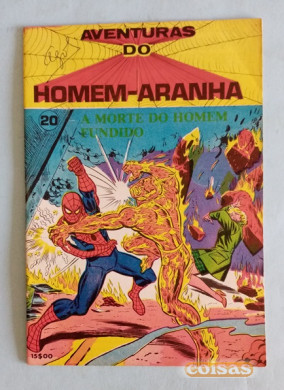 AVENTURAS
DO
HOMEM-ARANHA
20
A MORTE DO HOMEM
FUNDIDO
15$00
coisas